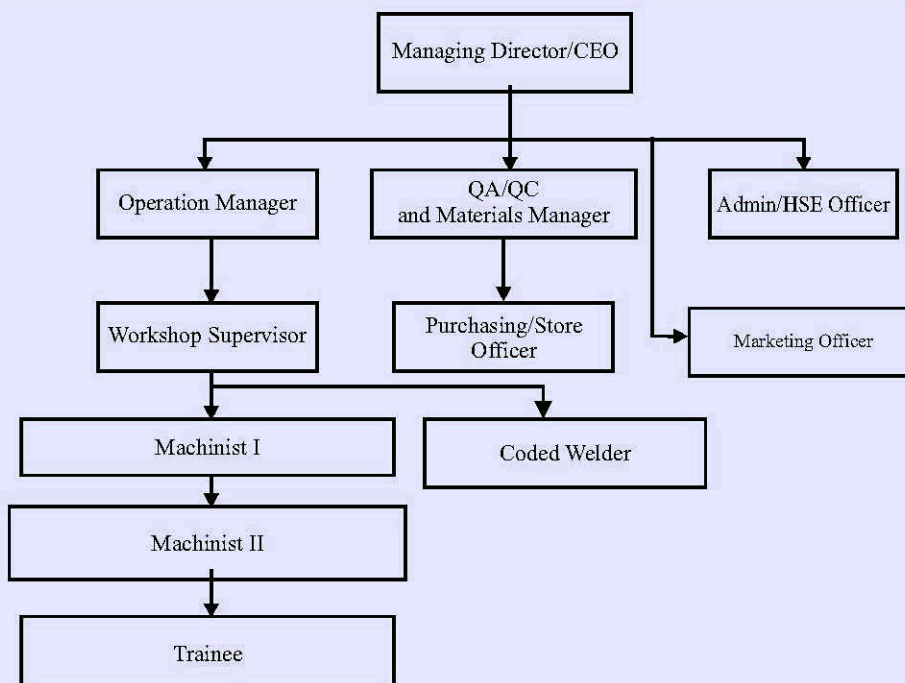 Managing Director/CEO
Operation Manager
QA/QC
and Materials Manager
Admin/HSE Officer
Workshop Supervisor
Purchasing/Store
Officer
Marketing Officer
Machinist I
Coded Welder
Machinist II
Trainee